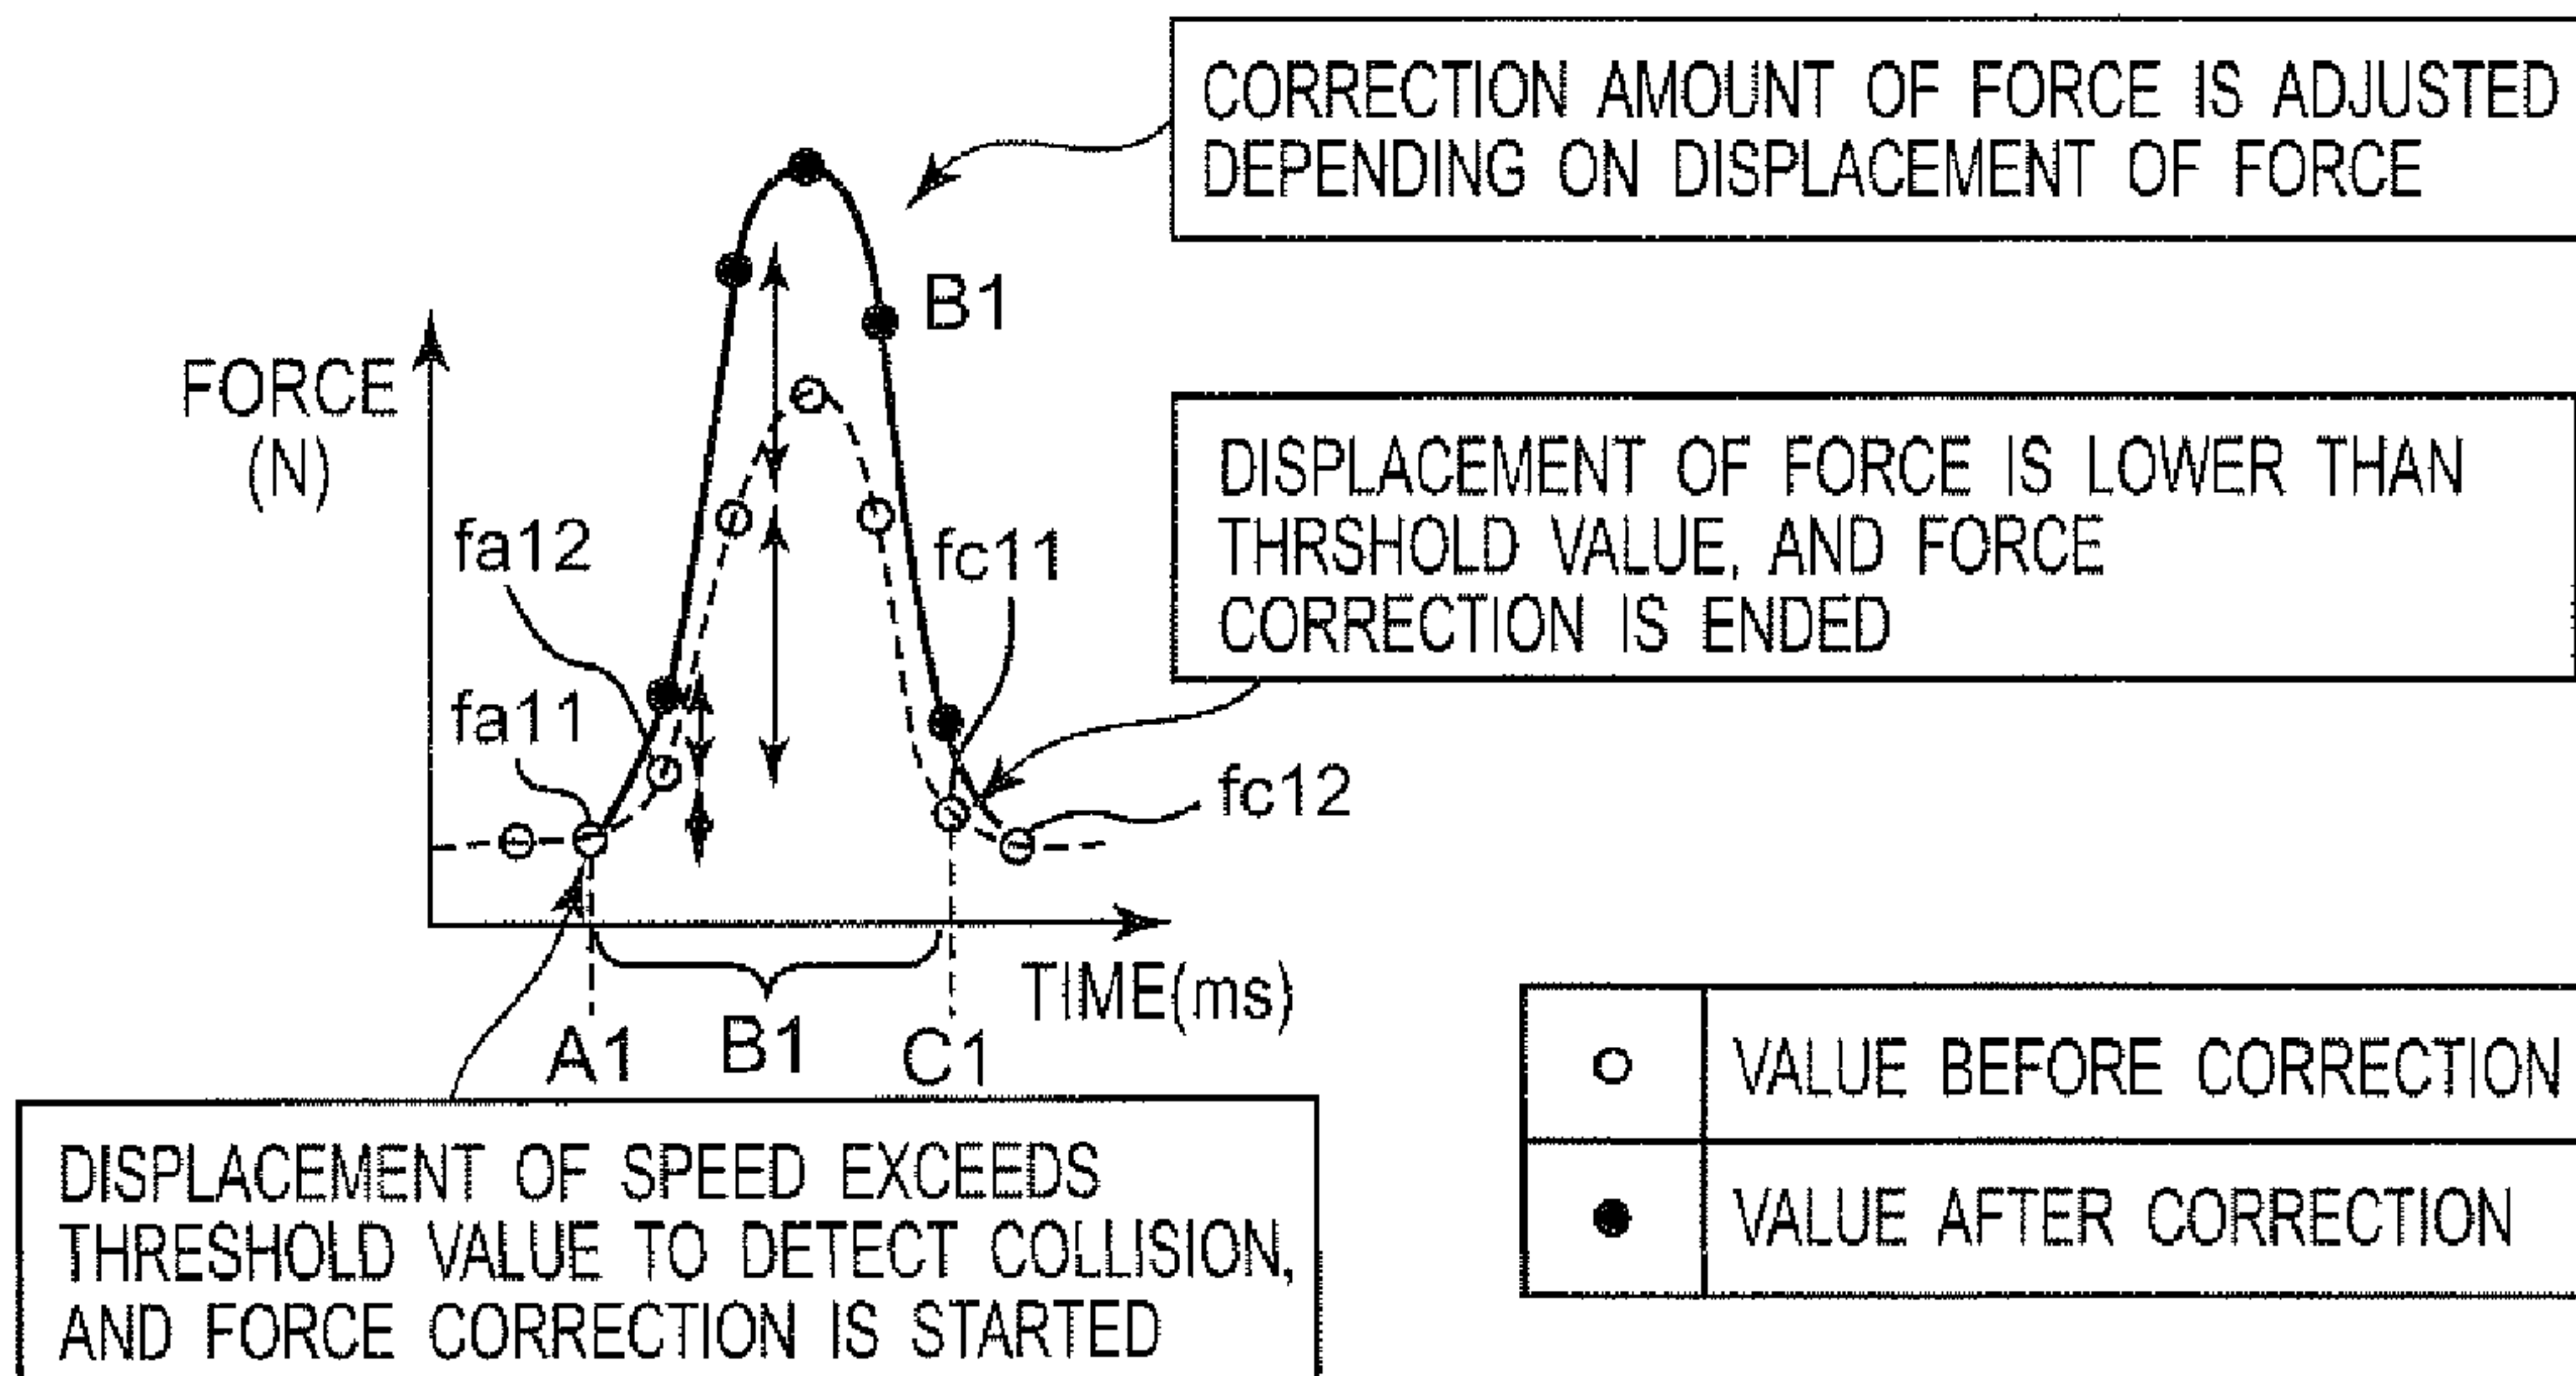 CORRECTION AMOUNT OF FORCE IS ADJUSTED
DEPENDING ON DISPLACEMENT OF FORCE
B1
FORCE
(N)
DISPLACEMENT OF FORCE IS LOWER THAN
THRSHOLD VALUE, AND FORCE
CORRECTION IS ENDED
fa12
fc11
fa11
fc12
TIME(ms)
A1
B1
C1
DISPLACEMENT OF SPEED EXCEEDS
THRESHOLD VALUE TO DETECT COLLISION,
AND FORCE CORRECTION IS STARTED
VALUE BEFORE CORRECTION
VALUE AFTER CORRECTION